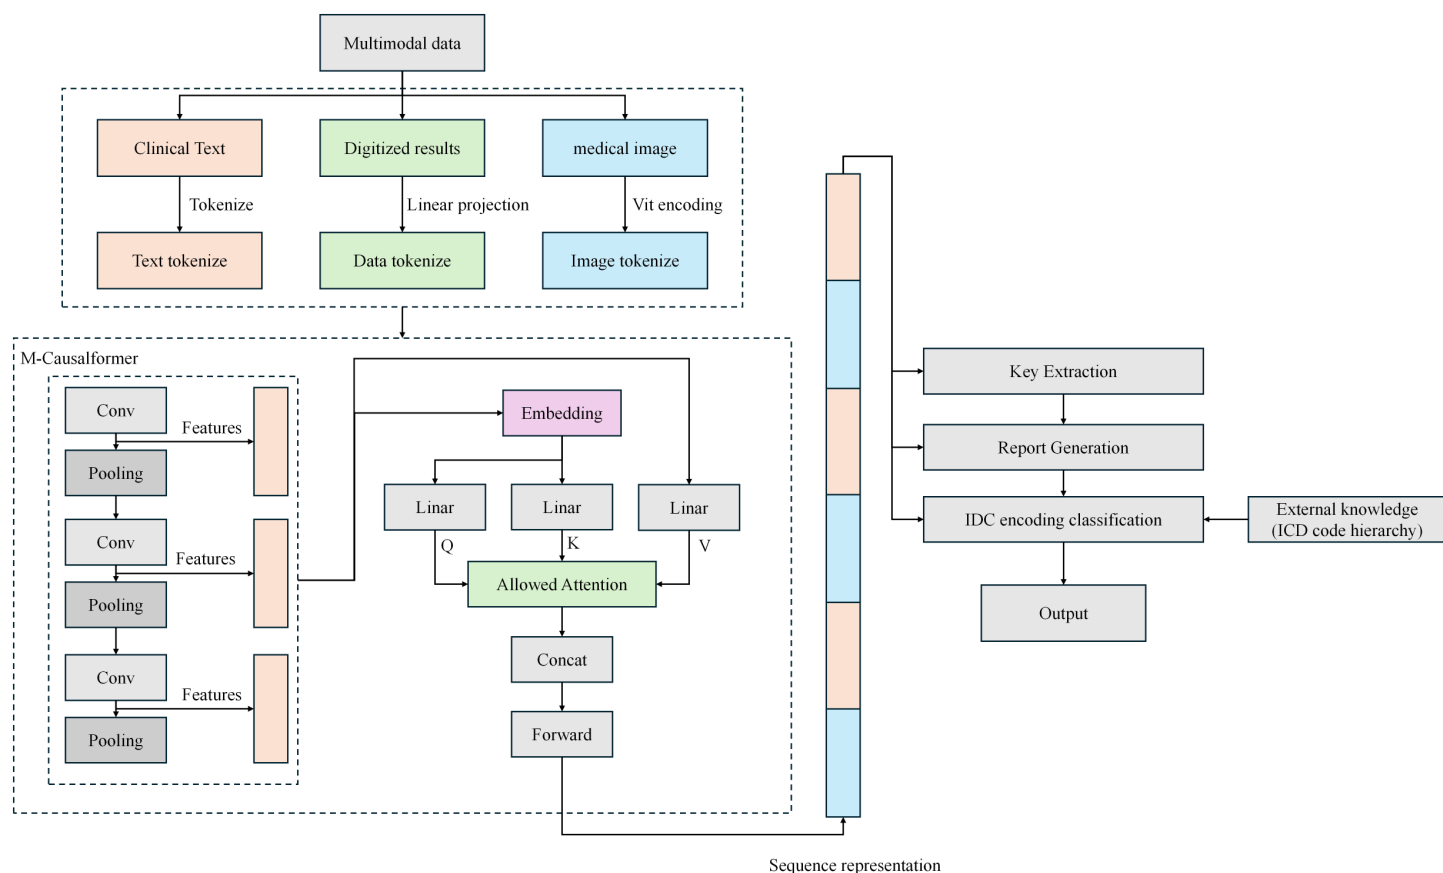 Multimodal data
Clinical Text
Digitized results
medical image
Tokenize
Linear projection
Vit encoding
Text tokenize
Data tokenize
Image tokenize
M-Causalformer
Conv
Features
Pooling
Conv
Features
Pooling
Conv
Features
Pooling
Embedding
Linar
Linar
Linar
Q
K
V
Allowed Attention
Concat
Forward
Sequence representation
Key Extraction
Report Generation
IDC encoding classification
External knowledge
(ICD code hierarchy)
Output